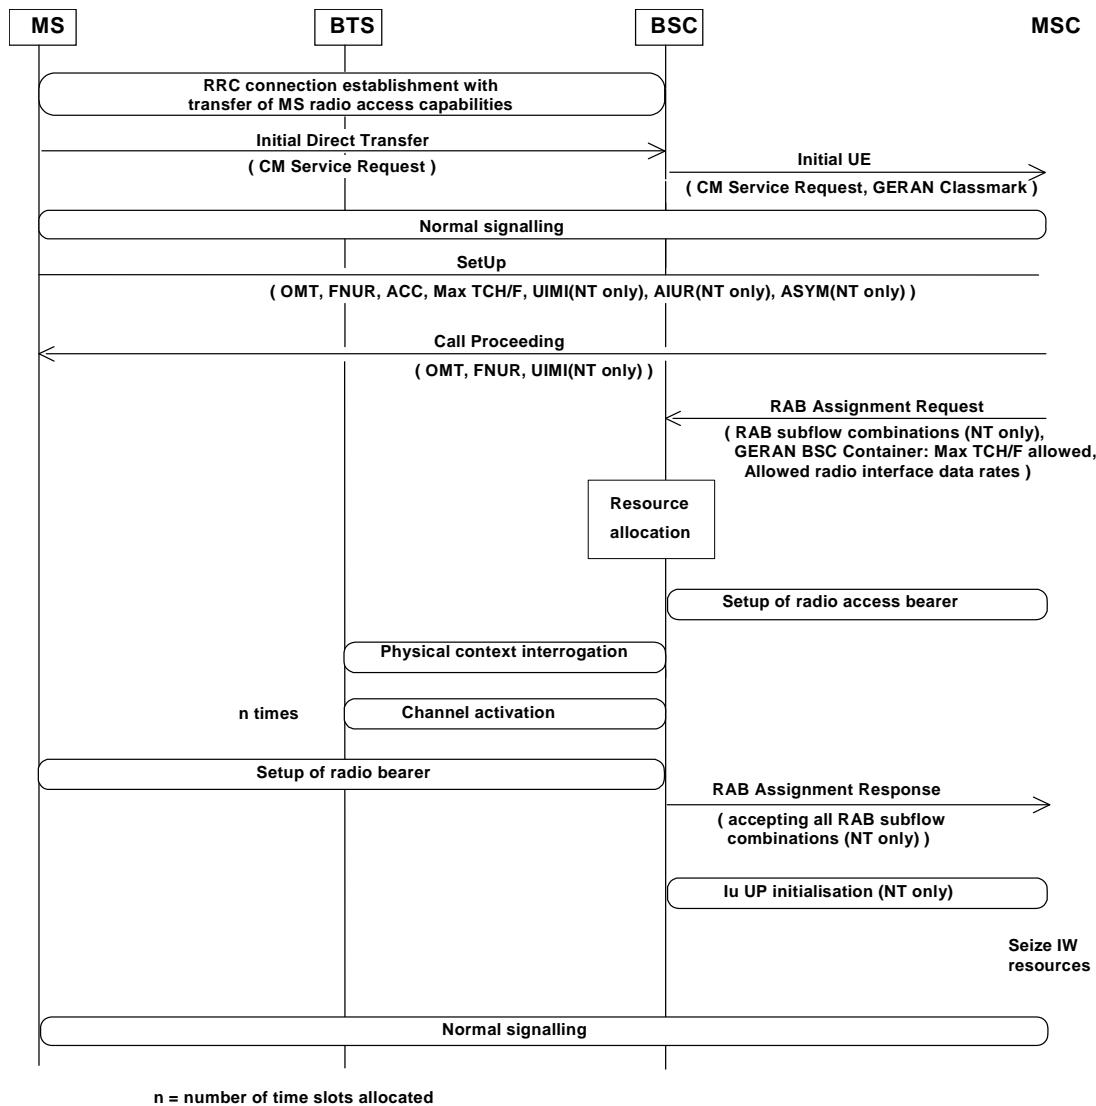 MS BTS BSC MSC
RRC connection establishment with
transfer of MS radio access capabilities
Initial Direct Transfer
( CM Service Request )
Initial UE
( CM Service Request, GERAN Classmark )
Normal signalling
SetUp
( OMT, FNUR, ACC, Max TCH/F, UIMI(NT only), AIUR(NT only), ASYM(NT only) )
Call Proceeding
( OMT, FNUR, UIMI(NT only) )
RAB Assignment Request
( RAB subflow combinations (NT only),
GERAN BSC Container: Max TCH/F allowed,
Allowed radio interface data rates )
Resource
allocation
Setup of radio access bearer
Physical context interrogation
n times Channel activation
Setup of radio bearer
RAB Assignment Response
( accepting all RAB subflow
combinations (NT only) )
Iu UP initialisation (NT only)
Seize IW
resources
Normal signalling
n = number of time slots allocated